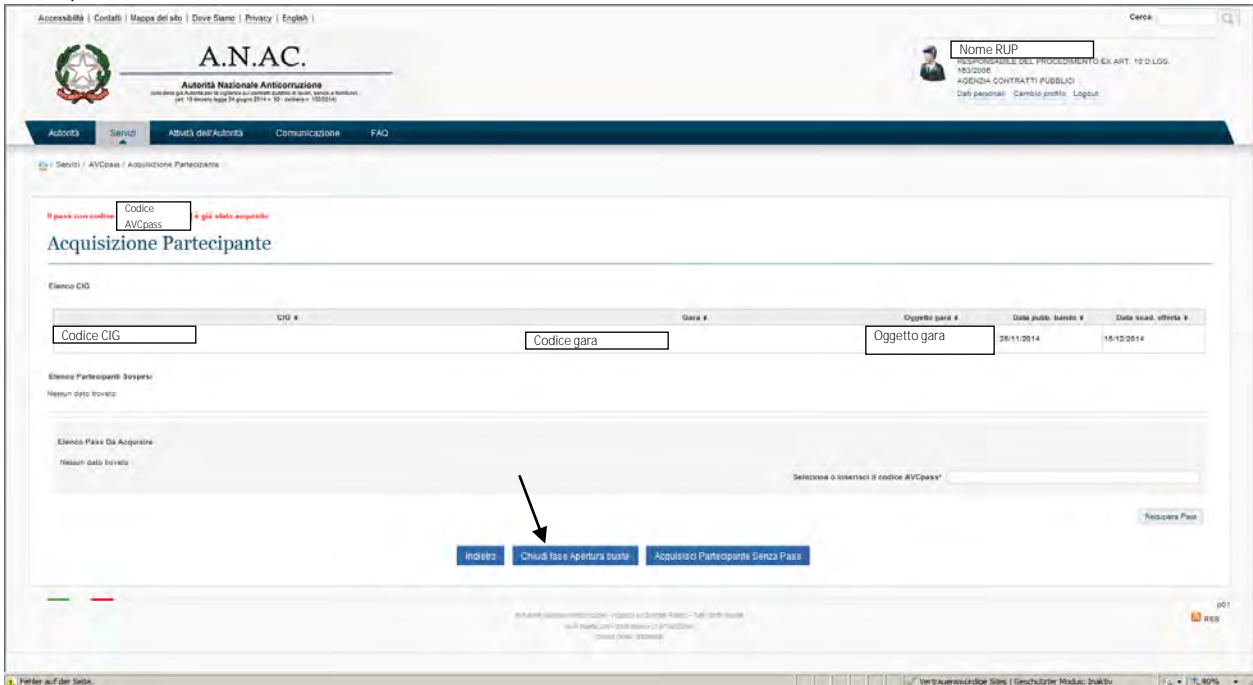 Accessibilità | Contatti | Mappa del sito | Dove Siamo | Privacy | English |
Cerca
A.N.AC.
Autorità Nazionale Anticorruzione
Nome RUP
RESPONSABILE DEL PROCEDIMENTO EX ART. 10 D.LGS.
163/2006
AGENZIA CONTRATTI PUBBLICI
Dati personali Cambio profilo Logout
Autorità Servizi Attività dell'Autorità Comunicazione FAQ
/ Servizi / AVCpass / Acquisizione Partecipante
Il pass con codice Codice AVCpass è già stato acquisito
Acquisizione Partecipante
Elenco CIG
CIG Gara Oggetto gara Data pubb. bando Data scad. offerta
Codice CIG Codice gara Oggetto gara 28/11/2014 18/12/2014
Elenco Partecipanti Sospesi
Nessun dato trovato
Elenco Pass Da Acquisire
Nessun dato trovato
Seleziona o inserisci il codice AVCpass*
Recupera Pass
Indietro Chiudi fase Apertura buste Acquisisci Partecipante Senza Pass
p01
RSS
Fehler auf der Seite.
Vertrauenswürdige Sites | Geschützter Modus: Inaktiv
90%